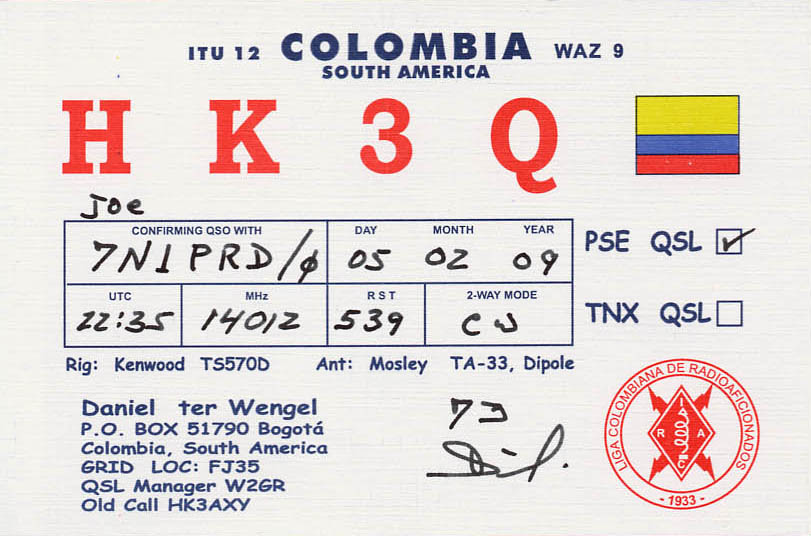 ITU 12 COLOMBIA WAZ 9
SOUTH AMERICA
HK3Q
Joe
CONFIRMING QSO WITH DAY MONTH YEAR
7N1PRD/ø 05 02 09
PSE QSL
UTC MHz RST 2-WAY MODE
22:35 14012 539 CW
TNX QSL
Rig: Kenwood TS570D Ant: Mosley TA-33, Dipole
Daniel ter Wengel
P.O. BOX 51790 Bogotá
Colombia, South America
GRID LOC: FJ35
QSL Manager W2GR
Old Call HK3AXY
73
LIGA COLOMBIANA DE RADIOAFICIONADOS
L
R A
C
- 1933 -